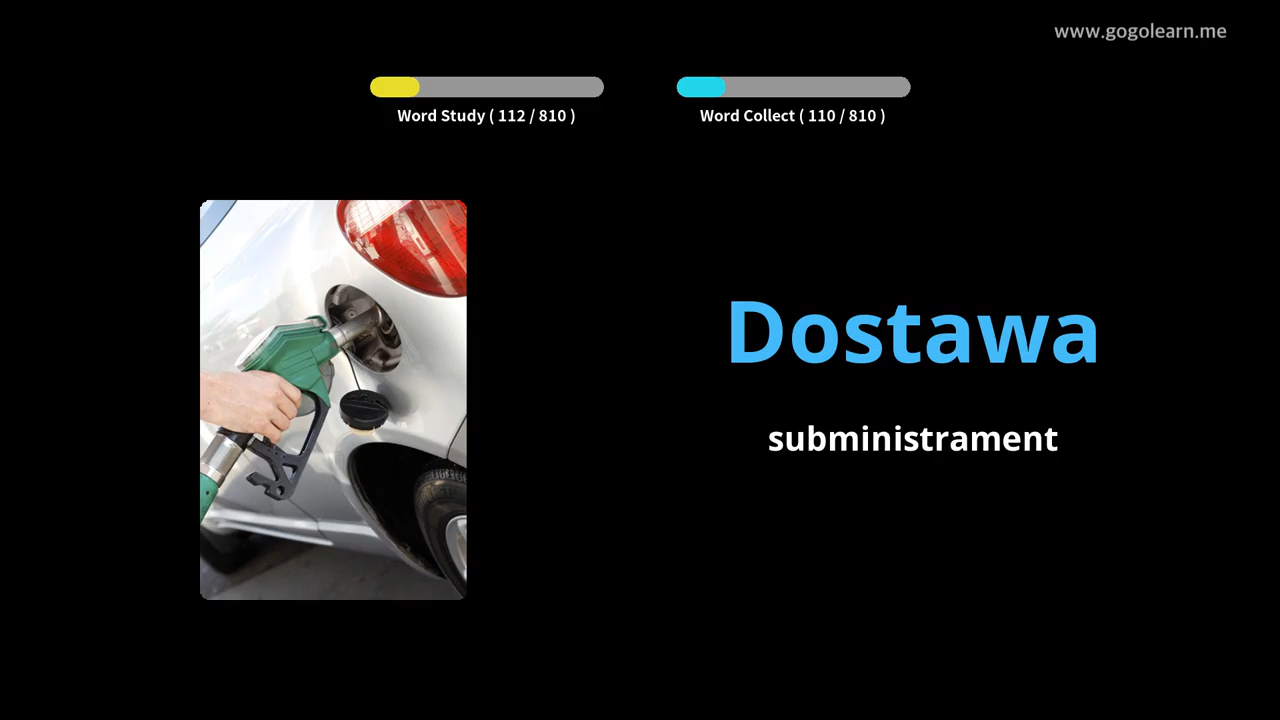 www.gogolearn.me
Word Study ( 112 / 810 )
Word Collect ( 110 / 810 )
Dostawa
subministrament